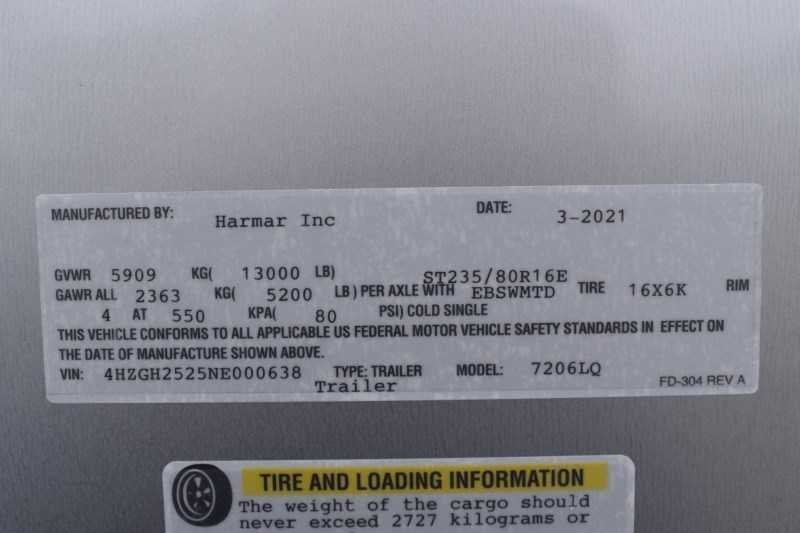 MANUFACTURED BY: Harmar Inc DATE: 3-2021
GVWR 5909 KG( 13000 LB) ST235/80R16E
GAWR ALL 2363 KG( 5200 LB ) PER AXLE WITH EBSWMTD TIRE 16X6K RIM
4 AT 550 KPA( 80 PSI) COLD SINGLE
THIS VEHICLE CONFORMS TO ALL APPLICABLE US FEDERAL MOTOR VEHICLE SAFETY STANDARDS IN EFFECT ON
THE DATE OF MANUFACTURE SHOWN ABOVE.
VIN: 4HZGH2525NE000638 TYPE: TRAILER MODEL: 7206LQ
Trailer FD-304 REV A
TIRE AND LOADING INFORMATION
The weight of the cargo should
never exceed 2727 kilograms or